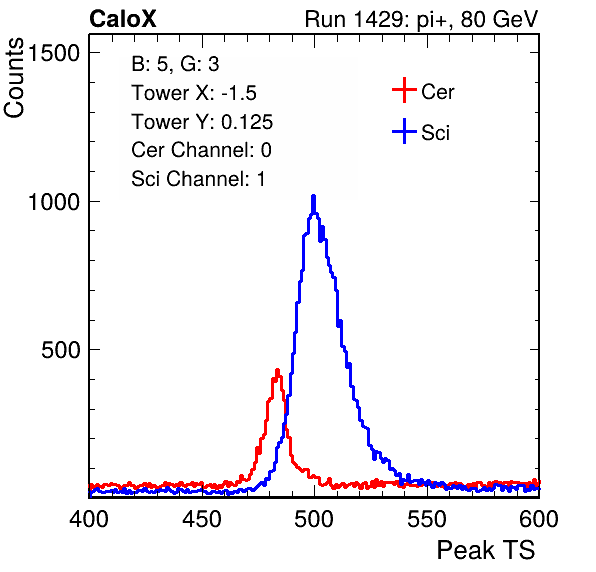 CaloX Run 1429: pi+, 80 GeV
Counts
1500
1000
500
B: 5, G: 3
Tower X: -1.5
Tower Y: 0.125
Cer Channel: 0
Sci Channel: 1
Cer
Sci
400 450 500 550 600
Peak TS